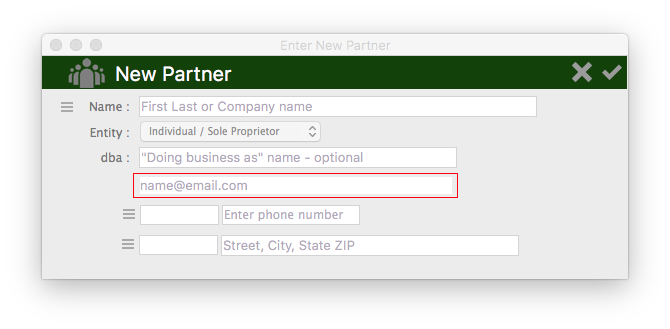 Enter New Partner
New Partner
Name : First Last or Company name
Entity : Individual / Sole Proprietor
dba : "Doing business as" name - optional
name@email.com
Enter phone number
Street, City, State ZIP